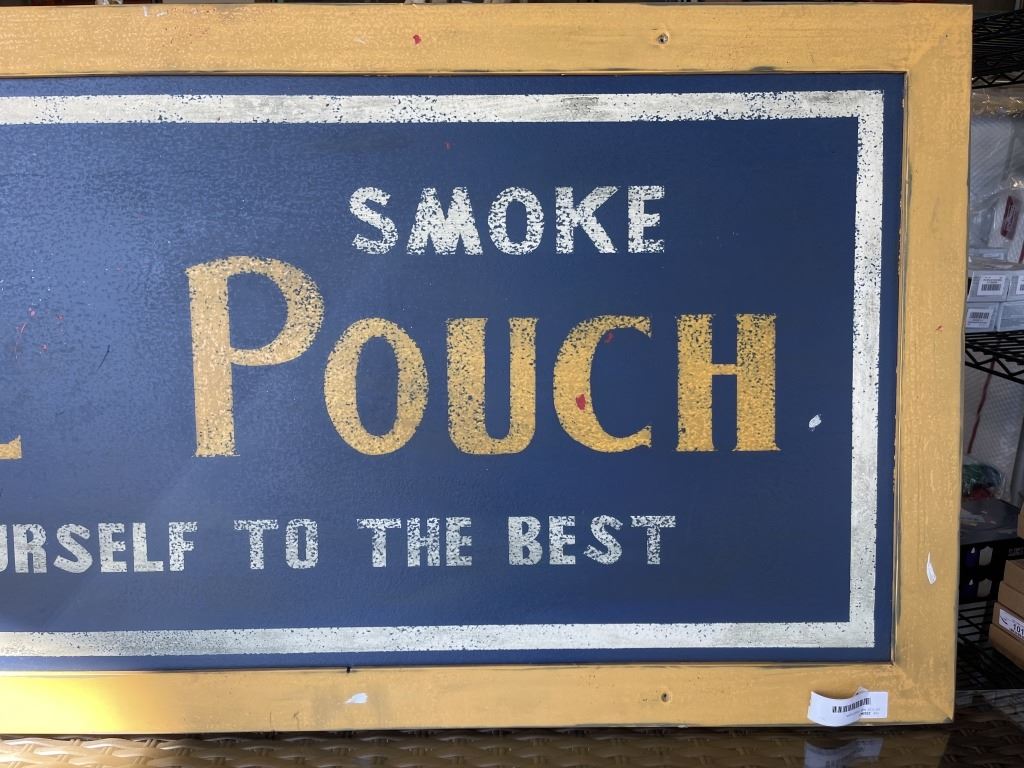 SMOKE
L POUCH
URSELF TO THE BEST